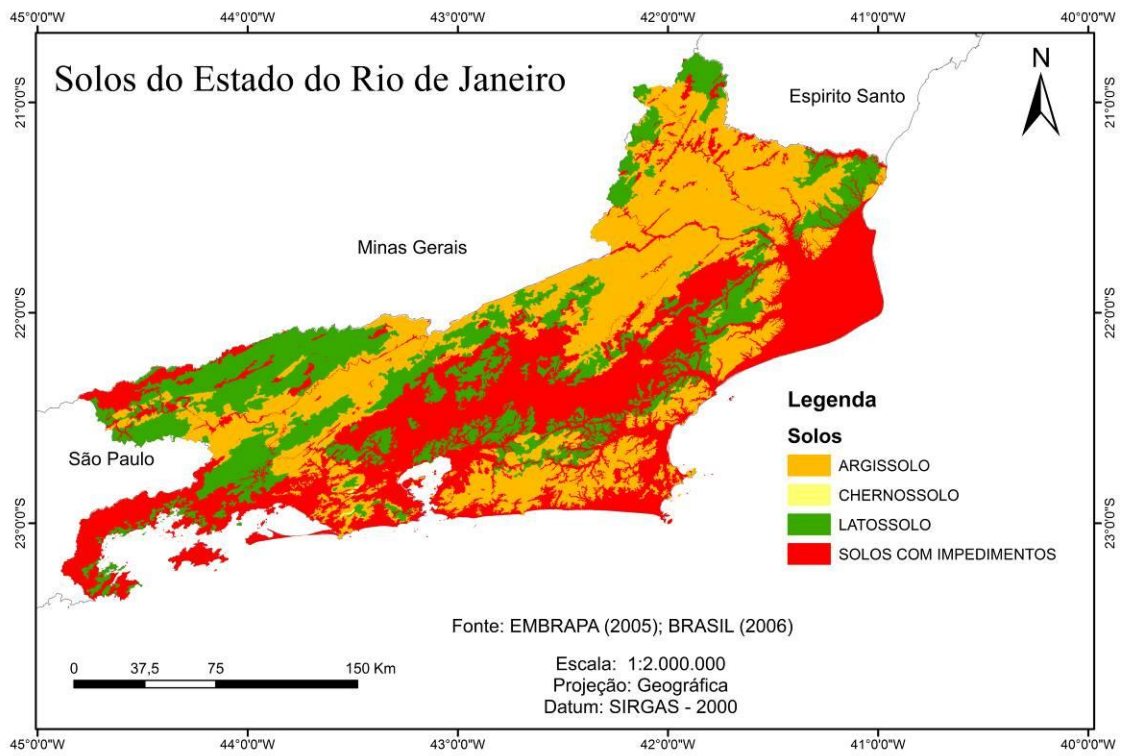 45°0'0"W 44°0'0"W 43°0'0"W 42°0'0"W 41°0'0"W 40°0'0"W
Solos do Estado do Rio de Janeiro
N
21°0'0"S
21°0'0"S
Espirito Santo
Minas Gerais
22°0'0"S
22°0'0"S
São Paulo
23°0'0"S
23°0'0"S
Legenda
Solos
ARGISSOLO
CHERNOSSOLO
LATOSSOLO
SOLOS COM IMPEDIMENTOS
Fonte: EMBRAPA (2005); BRASIL (2006)
0 37,5 75 150 Km
Escala: 1:2.000.000
Projeção: Geográfica
Datum: SIRGAS - 2000
45°0'0"W 44°0'0"W 43°0'0"W 42°0'0"W 41°0'0"W 40°0'0"W